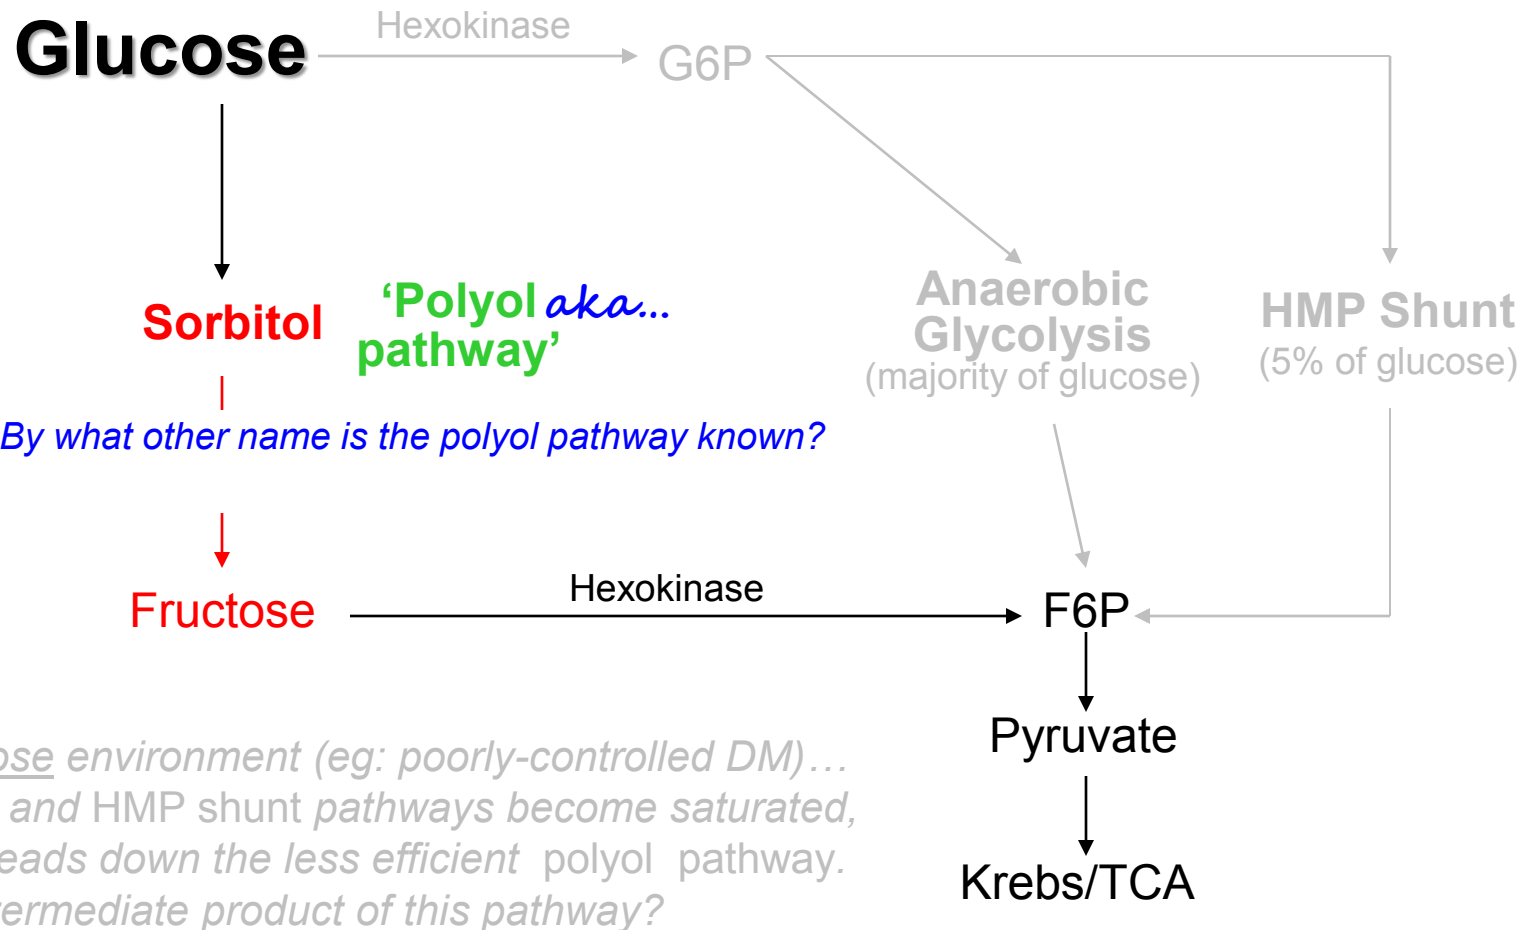 Glucose
Hexokinase
G6P
Sorbitol
‘Polyol aka...
pathway’
Anaerobic
Glycolysis
(majority of glucose)
HMP Shunt
(5% of glucose)
By what other name is the polyol pathway known?
Fructose
Hexokinase
F6P
Pyruvate
Krebs/TCA
ose environment (eg: poorly-controlled DM)…
and HMP shunt pathways become saturated,
eads down the less efficient polyol pathway.
termediate product of this pathway?